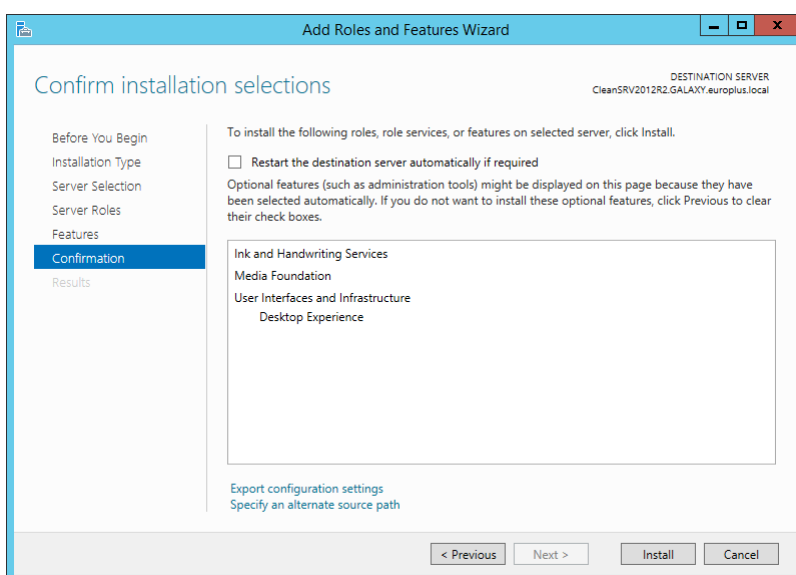 Add Roles and Features Wizard
Confirm installation selections
DESTINATION SERVER
CleanSRV2012R2.GALAXY.europlus.local
Before You Begin
Installation Type
Server Selection
Server Roles
Features
Confirmation
Results
To install the following roles, role services, or features on selected server, click Install.
Restart the destination server automatically if required
Optional features (such as administration tools) might be displayed on this page because they have
been selected automatically. If you do not want to install these optional features, click Previous to clear
their check boxes.
Ink and Handwriting Services
Media Foundation
User Interfaces and Infrastructure
Desktop Experience
Export configuration settings
Specify an alternate source path
< Previous
Next >
Install
Cancel